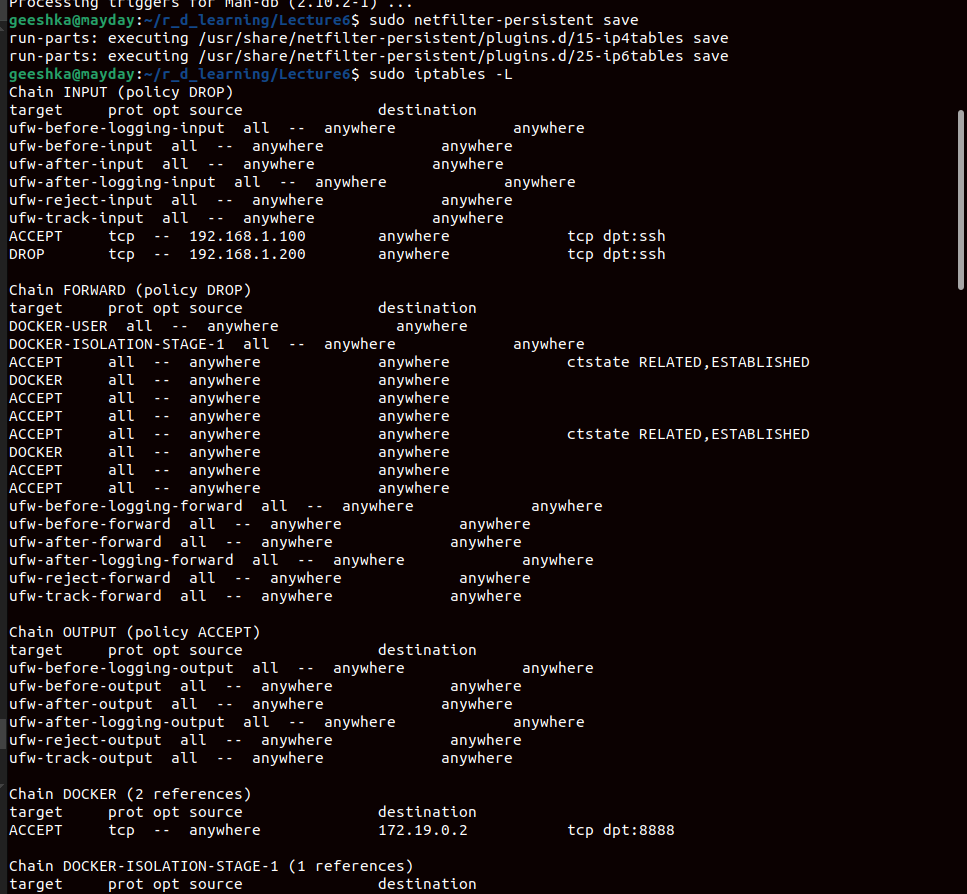 Processing triggers for man-db (2.10.2-1) ...
geeshka@mayday:~/r_d_learning/Lecture6$ sudo netfilter-persistent save
run-parts: executing /usr/share/netfilter-persistent/plugins.d/15-ip4tables save
run-parts: executing /usr/share/netfilter-persistent/plugins.d/25-ip6tables save
geeshka@mayday:~/r_d_learning/Lecture6$ sudo iptables -L
Chain INPUT (policy DROP)
target     prot opt source               destination
ufw-before-logging-input  all  --  anywhere             anywhere
ufw-before-input  all  --  anywhere             anywhere
ufw-after-input  all  --  anywhere             anywhere
ufw-after-logging-input  all  --  anywhere             anywhere
ufw-reject-input  all  --  anywhere             anywhere
ufw-track-input  all  --  anywhere             anywhere
ACCEPT     tcp  --  192.168.1.100        anywhere             tcp dpt:ssh
DROP       tcp  --  192.168.1.200        anywhere             tcp dpt:ssh

Chain FORWARD (policy DROP)
target     prot opt source               destination
DOCKER-USER  all  --  anywhere             anywhere
DOCKER-ISOLATION-STAGE-1  all  --  anywhere             anywhere
ACCEPT     all  --  anywhere             anywhere             ctstate RELATED,ESTABLISHED
DOCKER     all  --  anywhere             anywhere
ACCEPT     all  --  anywhere             anywhere
ACCEPT     all  --  anywhere             anywhere
ACCEPT     all  --  anywhere             anywhere             ctstate RELATED,ESTABLISHED
DOCKER     all  --  anywhere             anywhere
ACCEPT     all  --  anywhere             anywhere
ACCEPT     all  --  anywhere             anywhere
ufw-before-logging-forward  all  --  anywhere             anywhere
ufw-before-forward  all  --  anywhere             anywhere
ufw-after-forward  all  --  anywhere             anywhere
ufw-after-logging-forward  all  --  anywhere             anywhere
ufw-reject-forward  all  --  anywhere             anywhere
ufw-track-forward  all  --  anywhere             anywhere

Chain OUTPUT (policy ACCEPT)
target     prot opt source               destination
ufw-before-logging-output  all  --  anywhere             anywhere
ufw-before-output  all  --  anywhere             anywhere
ufw-after-output  all  --  anywhere             anywhere
ufw-after-logging-output  all  --  anywhere             anywhere
ufw-reject-output  all  --  anywhere             anywhere
ufw-track-output  all  --  anywhere             anywhere

Chain DOCKER (2 references)
target     prot opt source               destination
ACCEPT     tcp  --  anywhere             172.19.0.2           tcp dpt:8888

Chain DOCKER-ISOLATION-STAGE-1 (1 references)
target     prot opt source               destination